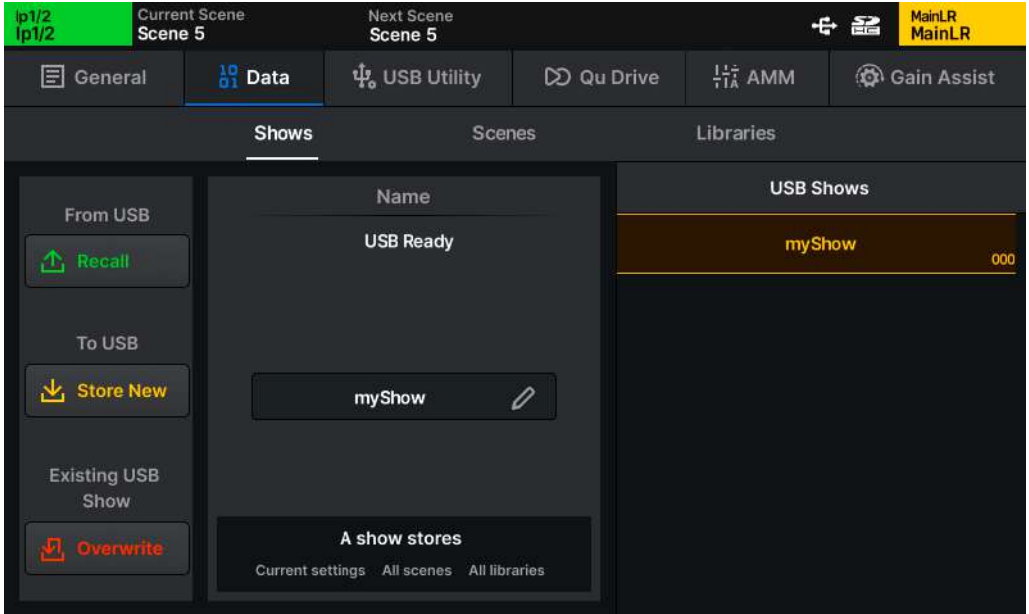 Ip1/2
Ip1/2
Current Scene
Scene 5
Next Scene
Scene 5
MainLR
MainLR
General
Data
USB Utility
Qu Drive
AMM
Gain Assist
Shows
Scenes
Libraries
From USB
Recall
To USB
Store New
Existing USB
Show
Overwrite
Name
USB Ready
myShow
A show stores
Current settings All scenes All libraries
USB Shows
myShow
000